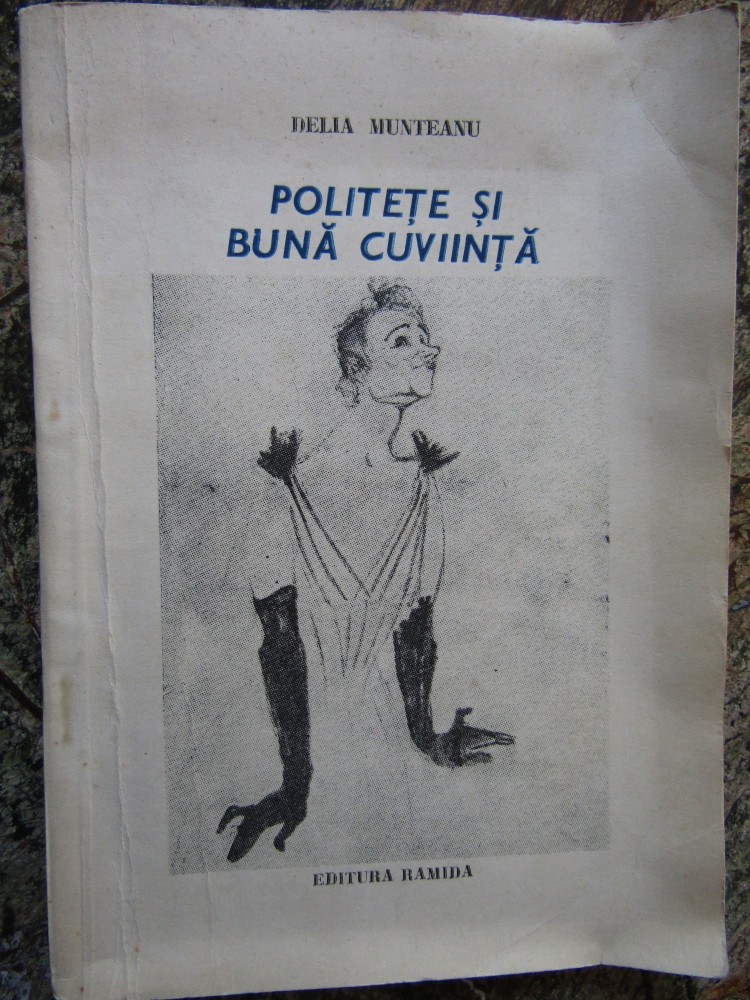 DELIA MUNTEANU
POLITEȚE ȘI
BUNĂ CUVIINȚĂ
EDITURA RAMIDA